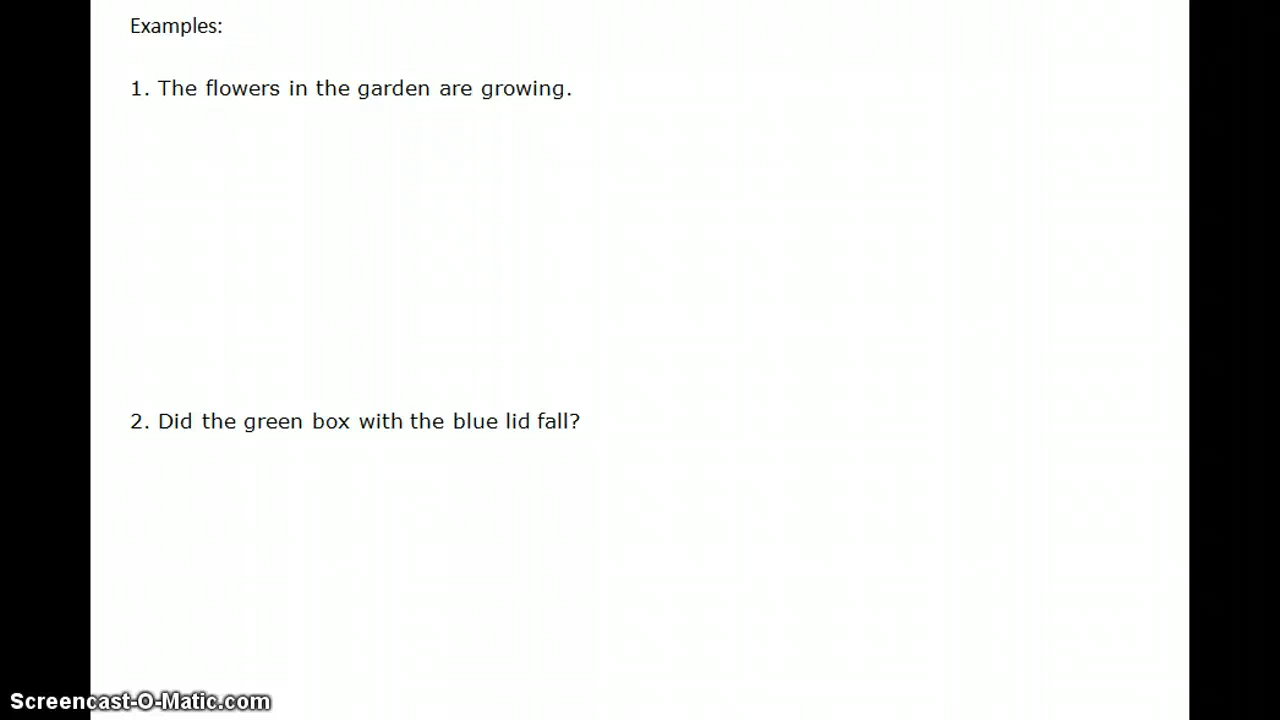 Examples:
1. The flowers in the garden are growing.
2. Did the green box with the blue lid fall?
Screencast-O-Matic.com